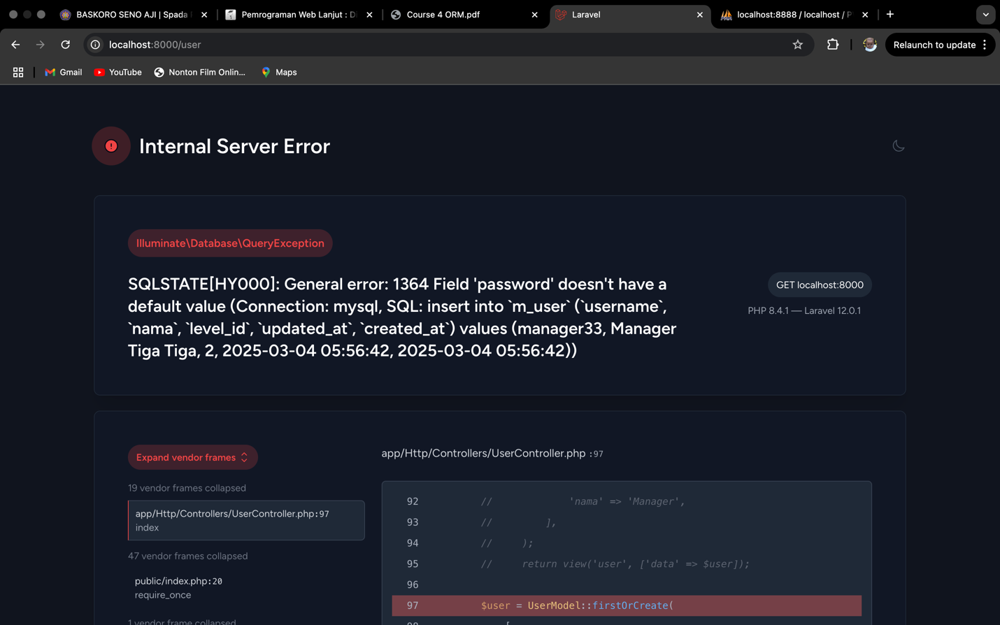 BASKORO SENO AJI | Spada
Pemrograman Web Lanjut : Di
Course 4 ORM.pdf
Laravel
localhost:8888 / localhost / P
localhost:8000/user
Relaunch to update
Gmail
YouTube
Nonton Film Onlin...
Maps
Internal Server Error
Illuminate\Database\QueryException
SQLSTATE[HY000]: General error: 1364 Field 'password' doesn't have a
default value (Connection: mysql, SQL: insert into `m_user` (`username`,
`nama`, `level_id`, `updated_at`, `created_at`) values (manager33, Manager
Tiga Tiga, 2, 2025-03-04 05:56:42, 2025-03-04 05:56:42))
GET localhost:8000
PHP 8.4.1 — Laravel 12.0.1
Expand vendor frames
19 vendor frames collapsed
app/Http/Controllers/UserController.php:97
index
47 vendor frames collapsed
public/index.php:20
require_once
1 vendor frame collapsed
app/Http/Controllers/UserController.php :97
92 // 'nama' => 'Manager',
93 // ],
94 // );
95 // return view('user', ['data' => $user]);
96
97 $user = UserModel::firstOrCreate(
98 [